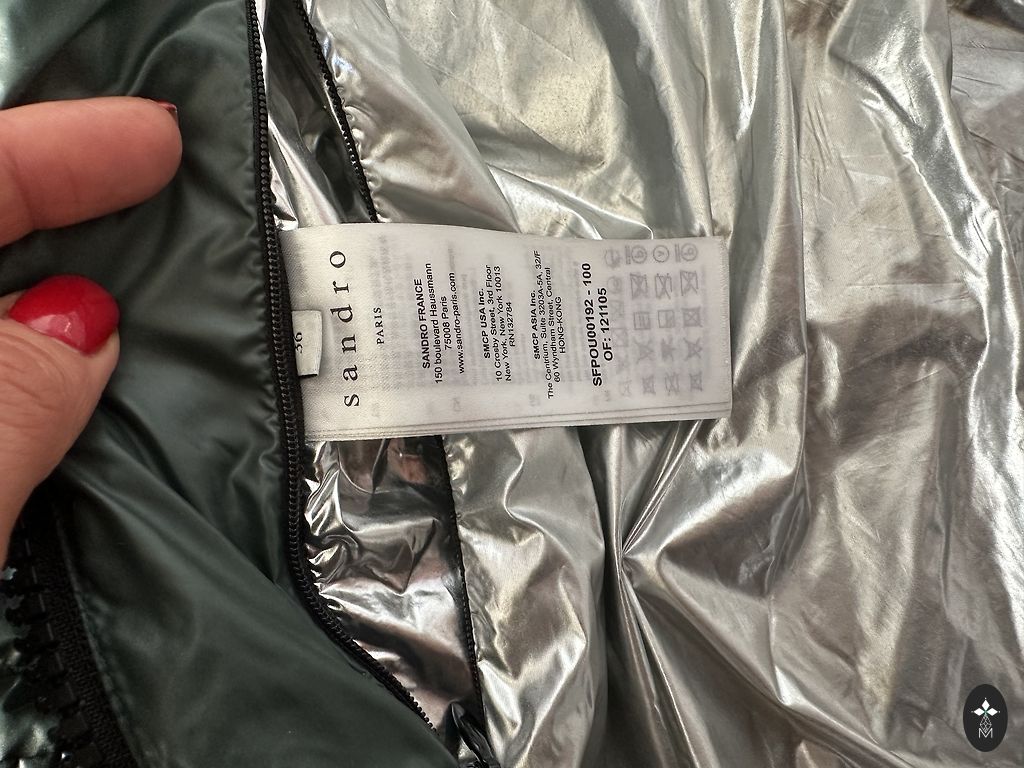 36
sandro
PARIS
SANDRO FRANCE
150 boulevard Haussmann
75008 Paris
www.sandro-paris.com
SMCP USA Inc.
10 Crosby Street, 3rd Floor
New York, New York 10013
RN132784
SMCP ASIA Inc.
The Centrium, Suite 3203A-5A, 32/F
60 Wyndham Street, Central
HONG-KONG
SFPOU00192 - 100
OF: 121105
M